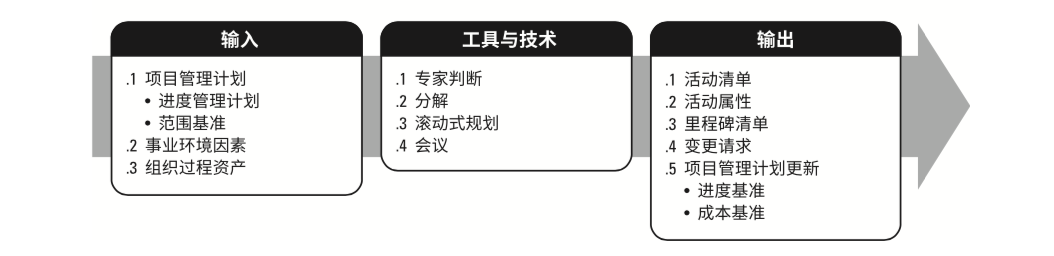 输入
.1 项目管理计划
• 进度管理计划
• 范围基准
.2 事业环境因素
.3 组织过程资产
工具与技术
.1 专家判断
.2 分解
.3 滚动式规划
.4 会议
输出
.1 活动清单
.2 活动属性
.3 里程碑清单
.4 变更请求
.5 项目管理计划更新
• 进度基准
• 成本基准